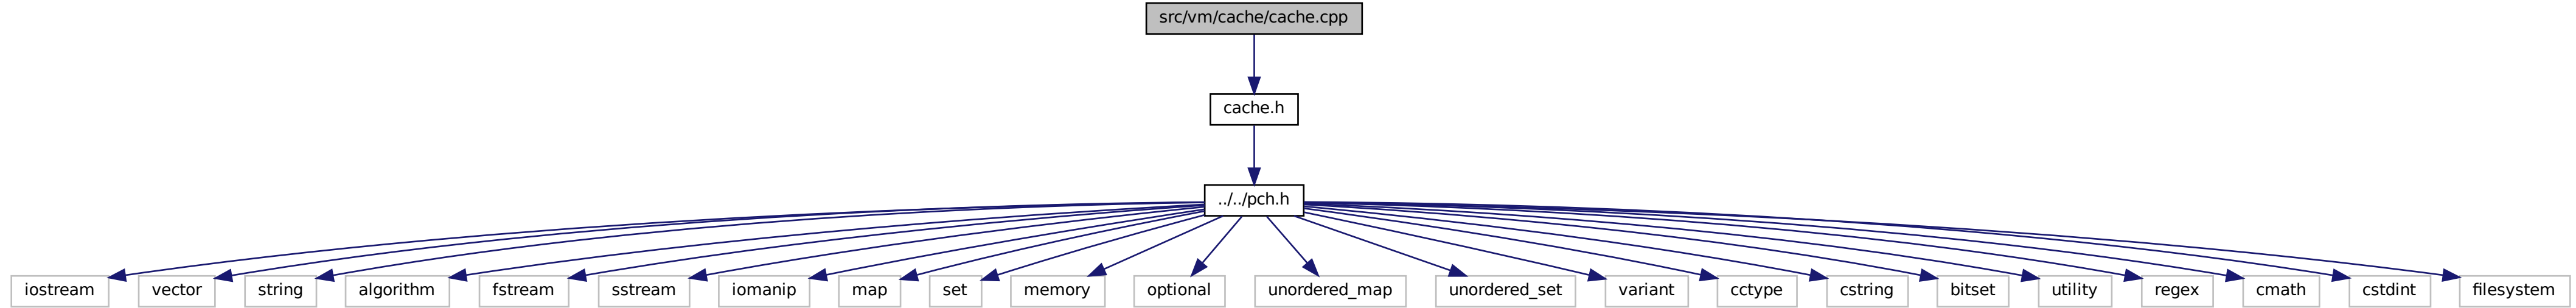 src/vm/cache/cache.cpp
cache.h
../../pch.h
iostream
vector
string
algorithm
fstream
sstream
iomanip
map
set
memory
optional
unordered_map
unordered_set
variant
cctype
cstring
bitset
utility
regex
cmath
cstdint
filesystem